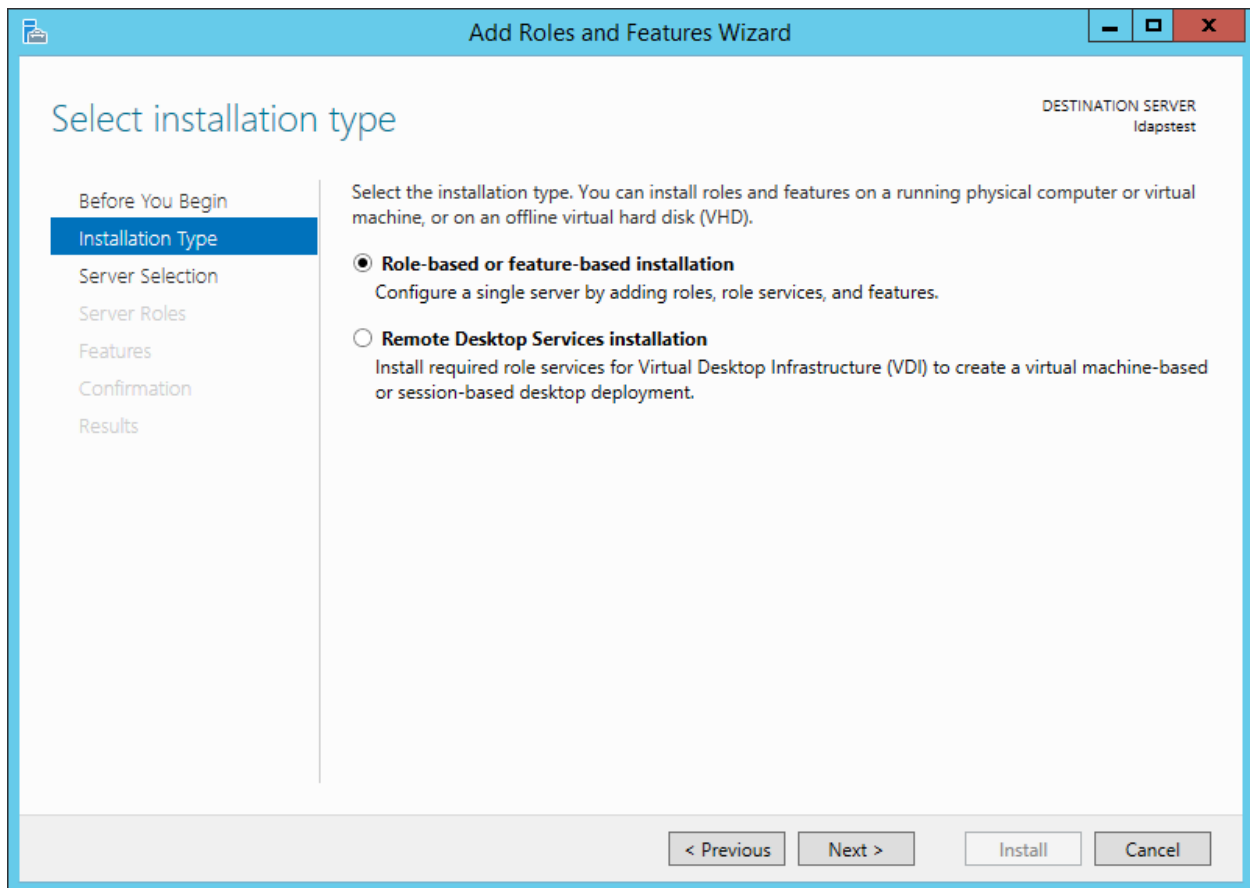 Add Roles and Features Wizard
Select installation type
DESTINATION SERVER
ldapstest
Before You Begin
Installation Type
Server Selection
Server Roles
Features
Confirmation
Results
Select the installation type. You can install roles and features on a running physical computer or virtual
machine, or on an offline virtual hard disk (VHD).
Role-based or feature-based installation
Configure a single server by adding roles, role services, and features.
Remote Desktop Services installation
Install required role services for Virtual Desktop Infrastructure (VDI) to create a virtual machine-based
or session-based desktop deployment.
< Previous Next > Install Cancel